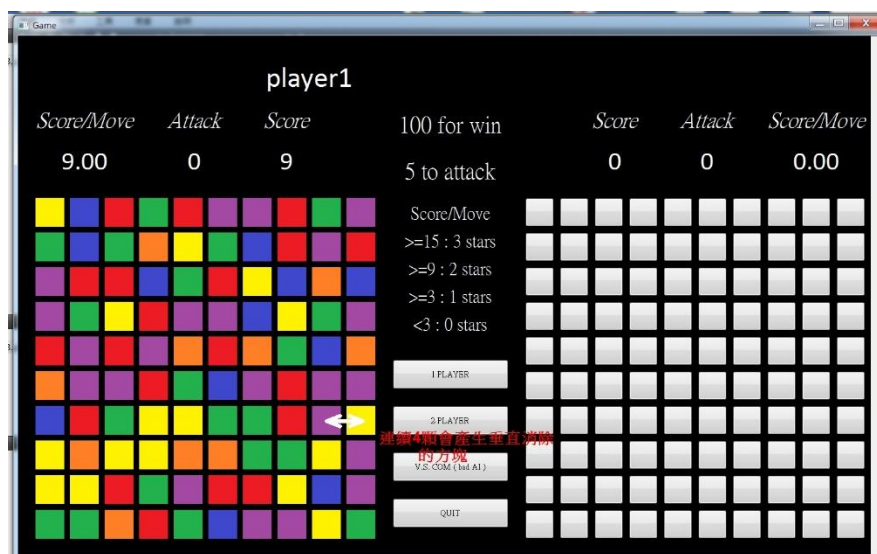 Game
player1
Score/Move Attack Score
9.00 0 9
100 for win
5 to attack
Score/Move
>=15 : 3 stars
>=9 : 2 stars
>=3 : 1 stars
<3 : 0 stars
1 PLAYER
2 PLAYER
連續4顆會產生垂直消除
的方塊
V.S. COM ( bad AI )
QUIT
Score Attack Score/Move
0 0 0.00